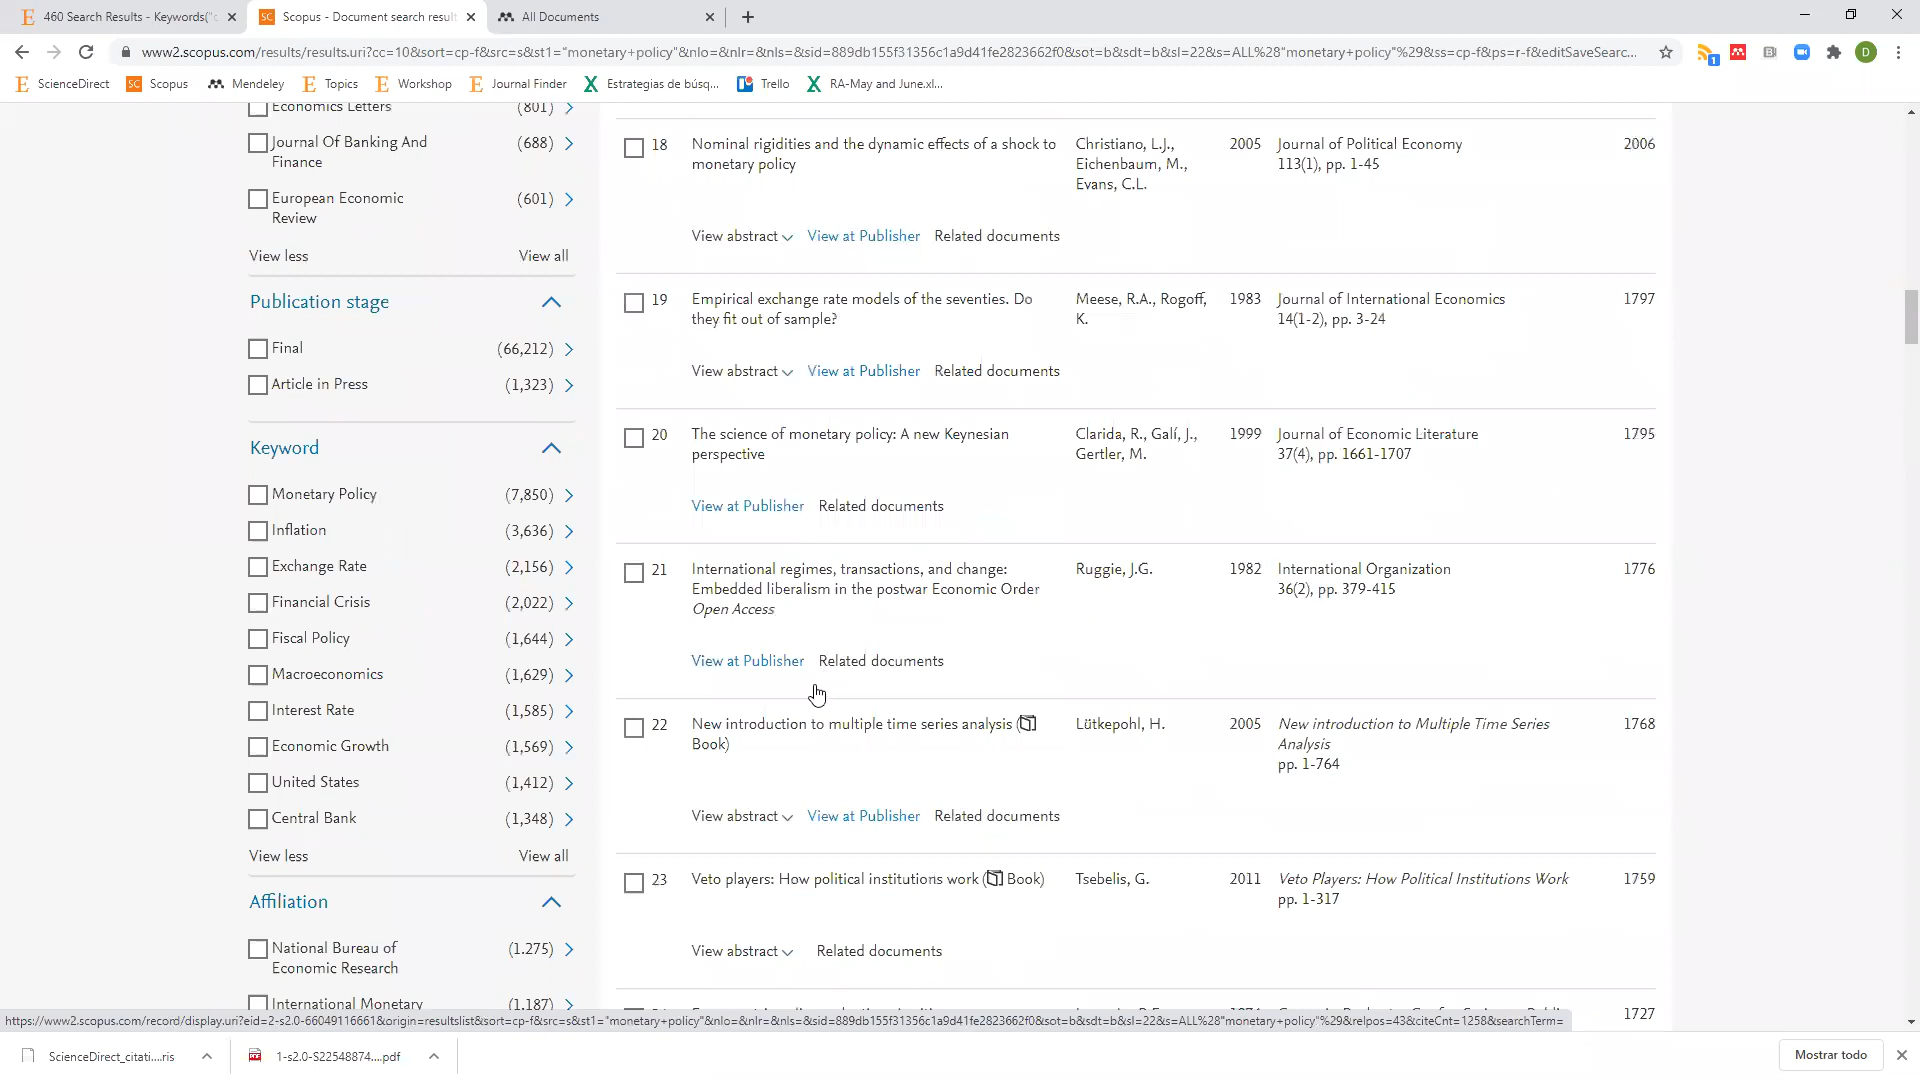 460 Search Results - Keywords("c
Scopus - Document search result
All Documents
www2.scopus.com/results/results.uri?cc=10&sort=cp-f&src=s&st1="monetary+policy"&nlo=&nlr=&nls=&sid=889db155f31356c1a9d41fe2823662f0&sot=b&sdt=b&sl=22&s=ALL%28"monetary+policy"%29&ss=cp-f&ps=r-f&editSaveSearc...
ScienceDirect
Scopus
Mendeley
Topics
Workshop
Journal Finder
Estrategias de búsq...
Trello
RA-May and June.xl...
Economics Letters (801)
Journal Of Banking And (688)
Finance
European Economic (601)
Review
View less View all
Publication stage
Final (66,212)
Article in Press (1,323)
Keyword
Monetary Policy (7,850)
Inflation (3,636)
Exchange Rate (2,156)
Financial Crisis (2,022)
Fiscal Policy (1,644)
Macroeconomics (1,629)
Interest Rate (1,585)
Economic Growth (1,569)
United States (1,412)
Central Bank (1,348)
View less View all
Affiliation
National Bureau of (1,275)
Economic Research
International Monetary (1,187)
18 Nominal rigidities and the dynamic effects of a shock to Christiano, L.J., 2005 Journal of Political Economy 2006
monetary policy Eichenbaum, M., 113(1), pp. 1-45
Evans, C.L.
View abstract View at Publisher Related documents
19 Empirical exchange rate models of the seventies. Do Meese, R.A., Rogoff, 1983 Journal of International Economics 1797
they fit out of sample? K. 14(1-2), pp. 3-24
View abstract View at Publisher Related documents
20 The science of monetary policy: A new Keynesian Clarida, R., Galí, J., 1999 Journal of Economic Literature 1795
perspective Gertler, M. 37(4), pp. 1661-1707
View at Publisher Related documents
21 International regimes, transactions, and change: Ruggie, J.G. 1982 International Organization 1776
Embedded liberalism in the postwar Economic Order 36(2), pp. 379-415
Open Access
View at Publisher Related documents
22 New introduction to multiple time series analysis ( Lütkepohl, H. 2005 New introduction to Multiple Time Series 1768
Book) Analysis
pp. 1-764
View abstract View at Publisher Related documents
23 Veto players: How political institutions work ( Book) Tsebelis, G. 2011 Veto Players: How Political Institutions Work 1759
pp. 1-317
View abstract Related documents
1727
https://www2.scopus.com/record/display.uri?eid=2-s2.0-66049116661&origin=resultslist&sort=cp-f&src=s&st1="monetary+policy"&nlo=&nlr=&nls=&sid=889db155f31356c1a9d41fe2823662f0&sot=b&sdt=b&sl=22&s=ALL%28"monetary+policy"%29&relpos=43&citeCnt=1258&searchTerm=
ScienceDirect_citati....ris
1-s2.0-S22548874....pdf
Mostrar todo